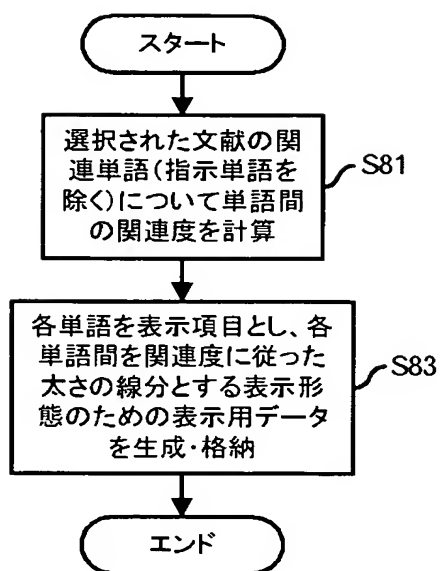 スタート
選択された文献の関
連単語(指示単語を
除く)について単語間
の関連度を計算
S81
各単語を表示項目とし、各
単語間を関連度に従った
太さの線分とする表示形
態のための表示用データ
を生成・格納
S83
エンド